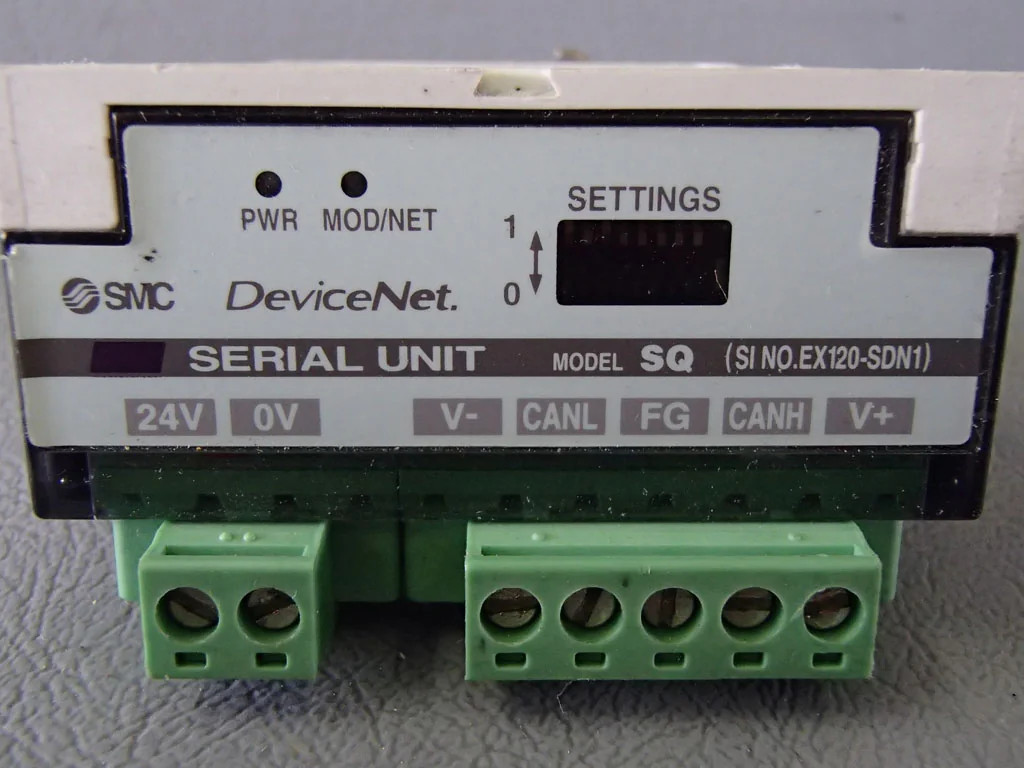 SETTINGS
PWR MOD/NET
1
0
SMC DeviceNet.
SERIAL UNIT MODEL SQ (SI NO.EX120-SDN1)
24V 0V V- CANL FG CANH V+